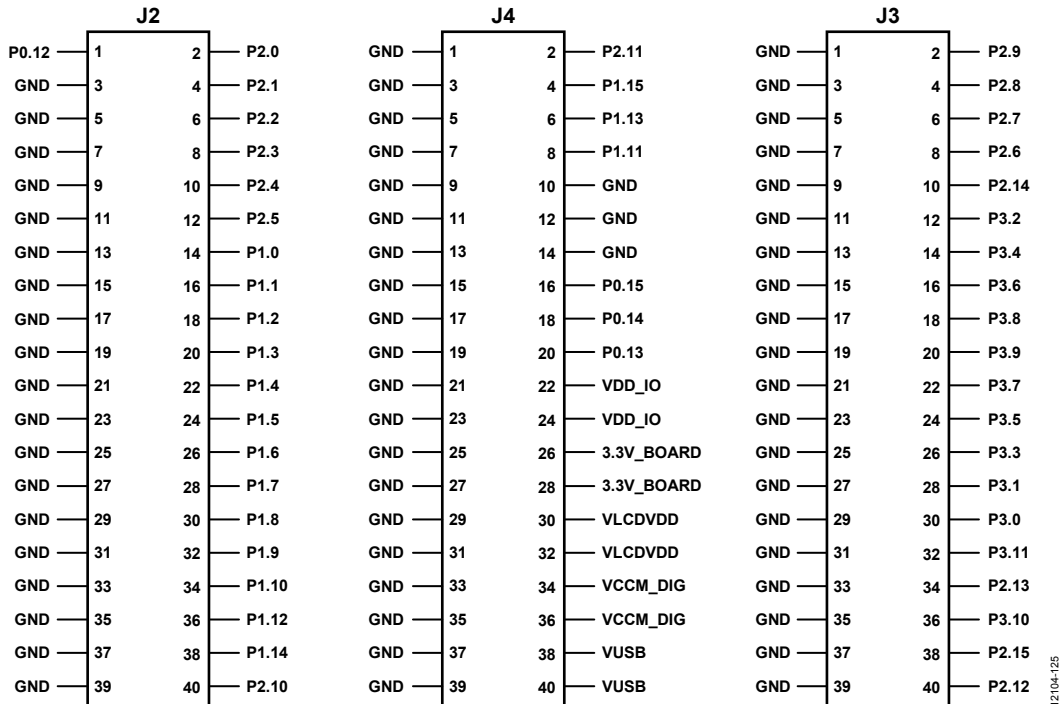 J2 J4 J3
P0.12 1 2 P2.0 GND 1 2 P2.11 GND 1 2 P2.9
GND 3 4 P2.1 GND 3 4 P1.15 GND 3 4 P2.8
GND 5 6 P2.2 GND 5 6 P1.13 GND 5 6 P2.7
GND 7 8 P2.3 GND 7 8 P1.11 GND 7 8 P2.6
GND 9 10 P2.4 GND 9 10 GND GND 9 10 P2.14
GND 11 12 P2.5 GND 11 12 GND GND 11 12 P3.2
GND 13 14 P1.0 GND 13 14 GND GND 13 14 P3.4
GND 15 16 P1.1 GND 15 16 P0.15 GND 15 16 P3.6
GND 17 18 P1.2 GND 17 18 P0.14 GND 17 18 P3.8
GND 19 20 P1.3 GND 19 20 P0.13 GND 19 20 P3.9
GND 21 22 P1.4 GND 21 22 VDD_IO GND 21 22 P3.7
GND 23 24 P1.5 GND 23 24 VDD_IO GND 23 24 P3.5
GND 25 26 P1.6 GND 25 26 3.3V_BOARD GND 25 26 P3.3
GND 27 28 P1.7 GND 27 28 3.3V_BOARD GND 27 28 P3.1
GND 29 30 P1.8 GND 29 30 VLCDVDD GND 29 30 P3.0
GND 31 32 P1.9 GND 31 32 VLCDVDD GND 31 32 P3.11
GND 33 34 P1.10 GND 33 34 VCCM_DIG GND 33 34 P2.13
GND 35 36 P1.12 GND 35 36 VCCM_DIG GND 35 36 P3.10
GND 37 38 P1.14 GND 37 38 VUSB GND 37 38 P2.15
GND 39 40 P2.10 GND 39 40 VUSB GND 39 40 P2.12
12104-125